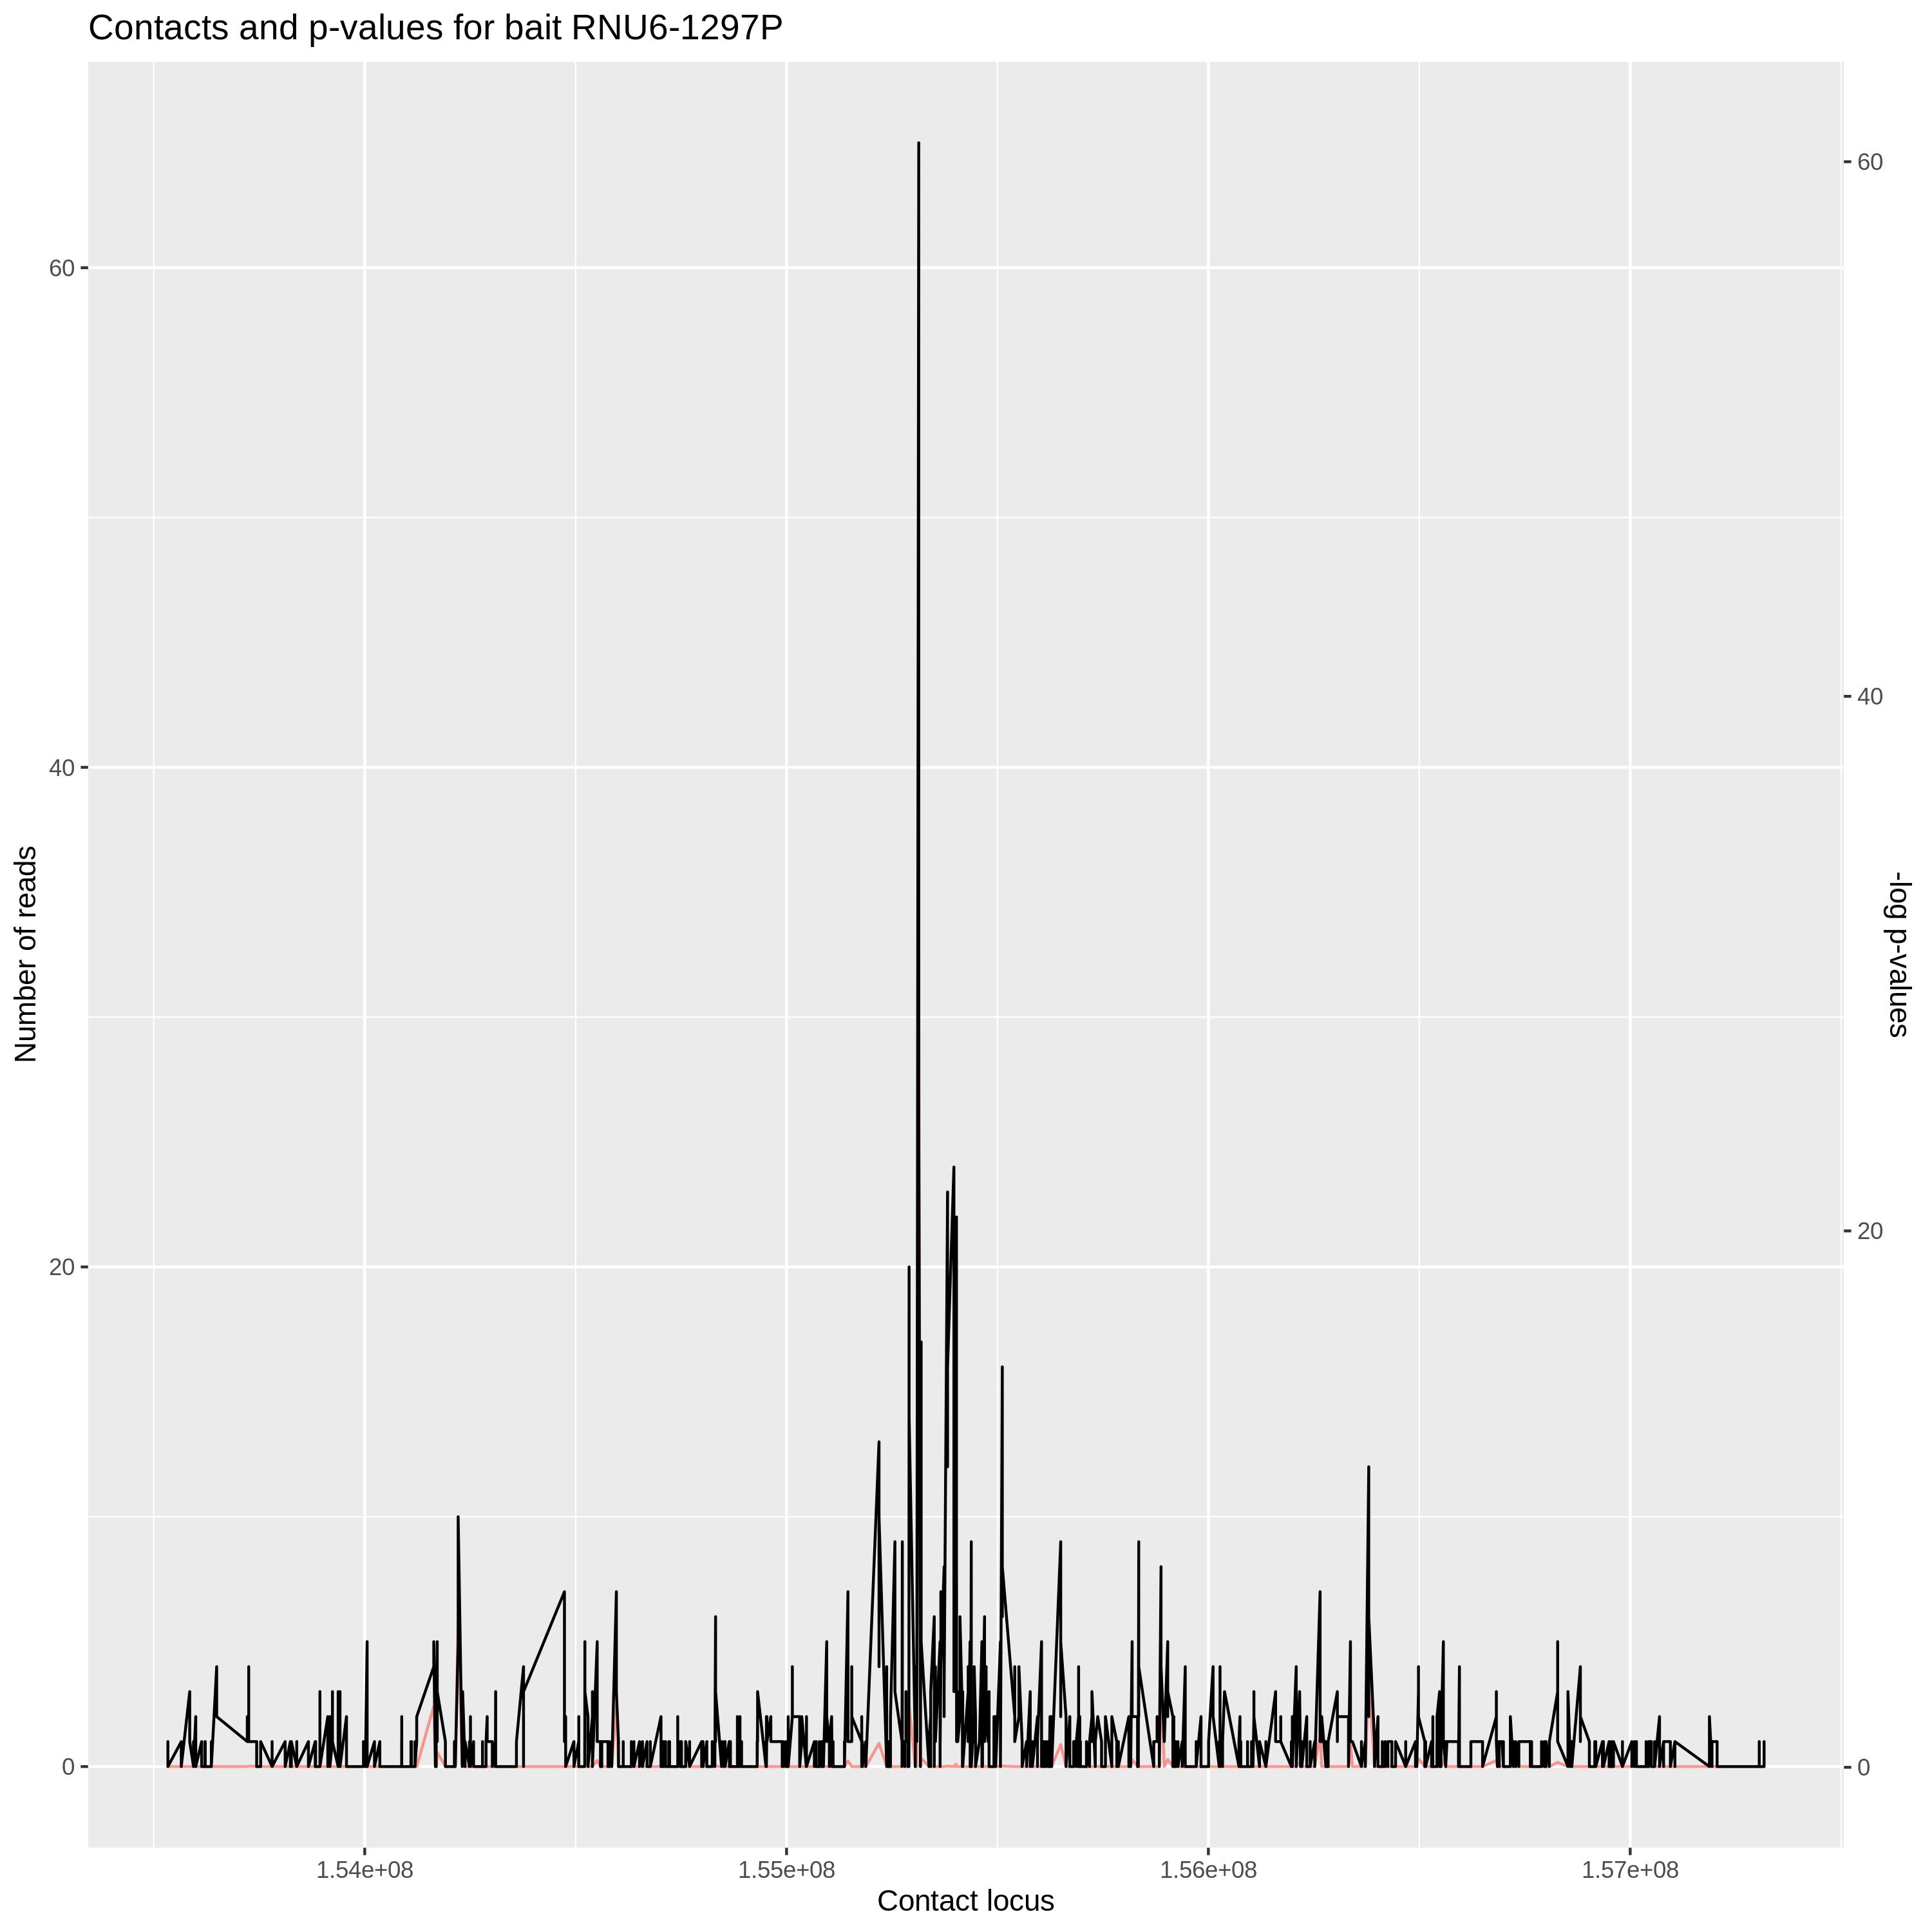 Contacts and p-values for bait RNU6-1297P
60
40
20
0
60
40
20
0
Number of reads
-log p-values
1.54e+08 1.55e+08 1.56e+08 1.57e+08
Contact locus